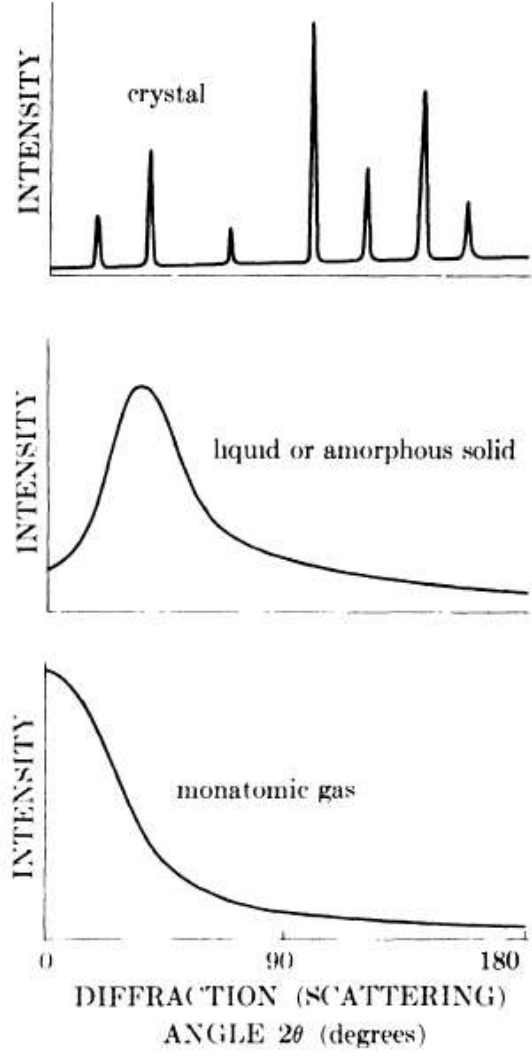 INTENSITY
crystal
INTENSITY
liquid or amorphous solid
INTENSITY
monatomic gas
0 90 180
DIFFRACTION (SCATTERING)
ANGLE 2θ (degrees)